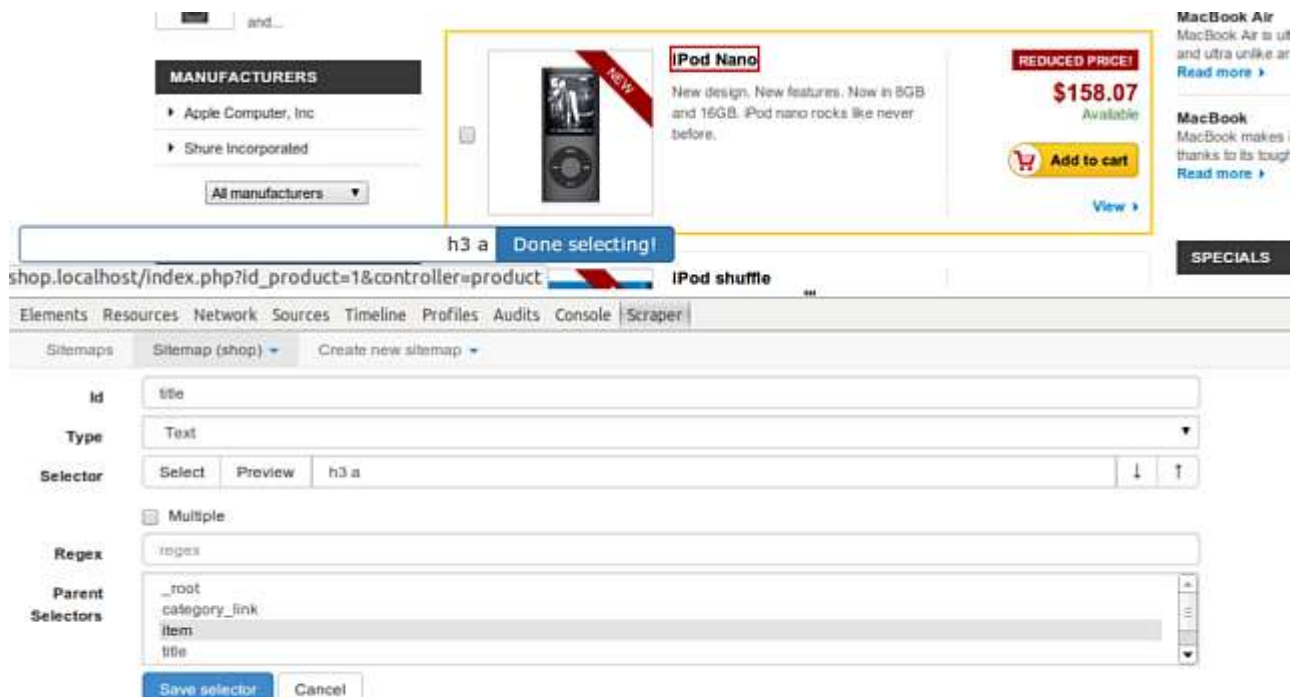 and...
MANUFACTURERS
Apple Computer, Inc
Shure Incorporated
All manufacturers
NEW
iPod Nano
New design. New features. Now in 8GB
and 16GB. iPod nano rocks like never
before.
REDUCED PRICE!
$158.07
Available
Add to cart
View
MacBook Air
MacBook Air is ult
and ultra unlike an
Read more
MacBook
MacBook makes i
thanks to its tough
Read more
SPECIALS
h3 a Done selecting!
shop.localhost/index.php?id_product=1&controller=product
iPod shuffle
Elements Resources Network Sources Timeline Profiles Audits Console Scraper
Sitemaps Sitemap (shop) Create new sitemap
Id title
Type Text
Selector Select Preview h3 a ↓ ↑
Multiple
Regex regex
Parent Selectors
_root
category_link
item
title
Save selector Cancel